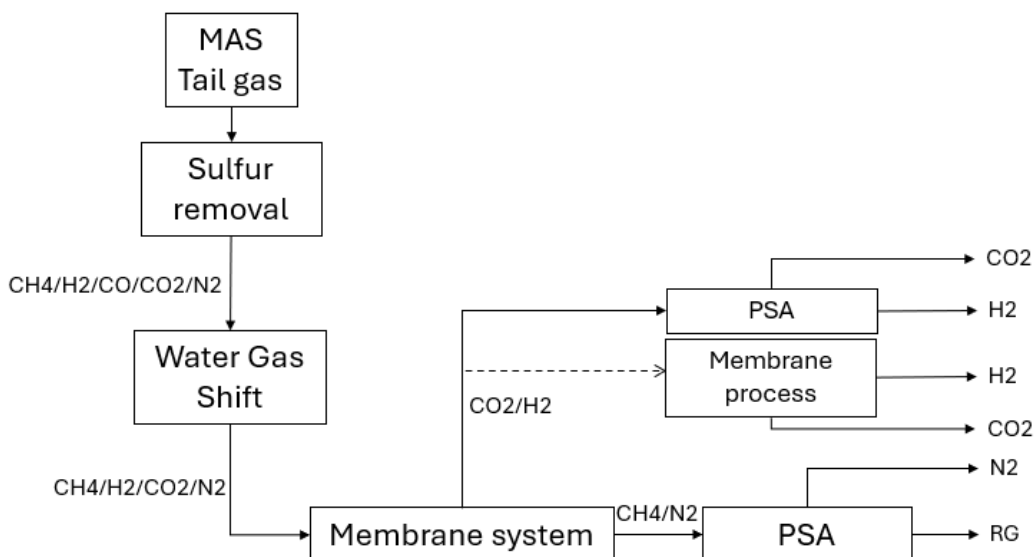 MAS
Tail gas
Sulfur
removal
CH4/H2/CO/CO2/N2
Water Gas
Shift
CH4/H2/CO2/N2
Membrane system
CO2/H2
PSA
CO2
H2
Membrane
process
H2
CO2
CH4/N2
PSA
N2
RG